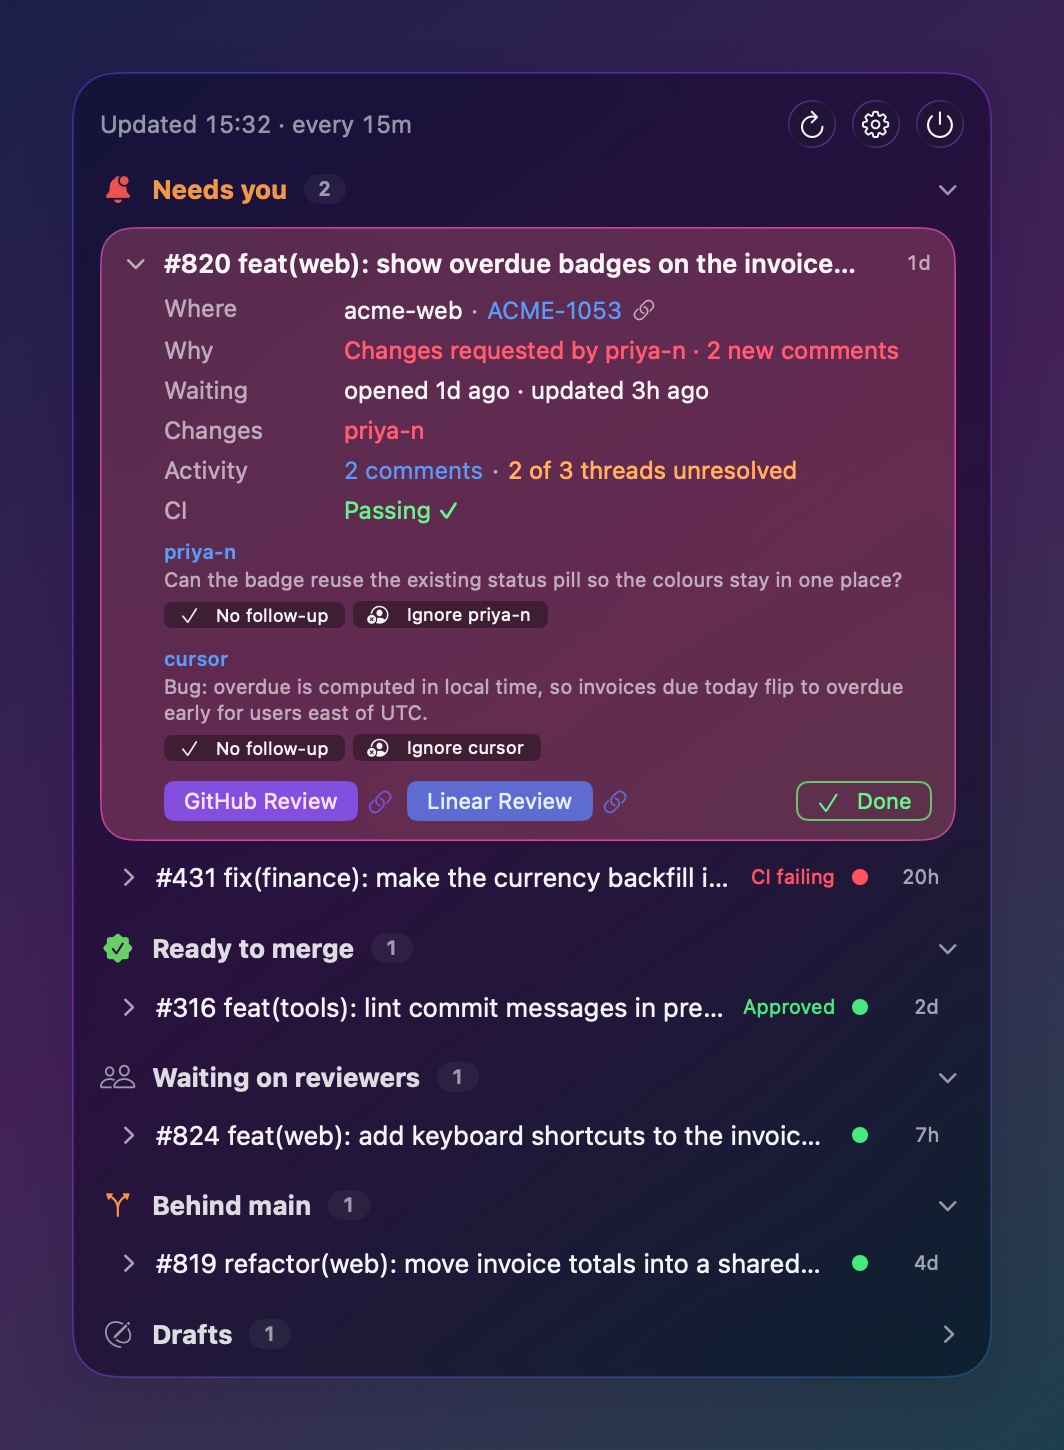 Updated 15:32 · every 15m
Needs you 2
#820 feat(web): show overdue badges on the invoice... 1d
Where acme-web · ACME-1053
Why Changes requested by priya-n · 2 new comments
Waiting opened 1d ago · updated 3h ago
Changes priya-n
Activity 2 comments · 2 of 3 threads unresolved
CI Passing ✓
priya-n
Can the badge reuse the existing status pill so the colours stay in one place?
✓ No follow-up Ignore priya-n
cursor
Bug: overdue is computed in local time, so invoices due today flip to overdue
early for users east of UTC.
✓ No follow-up Ignore cursor
GitHub Review Linear Review ✓ Done
#431 fix(finance): make the currency backfill i... CI failing 20h
Ready to merge 1
#316 feat(tools): lint commit messages in pre... Approved 2d
Waiting on reviewers 1
#824 feat(web): add keyboard shortcuts to the invoic... 7h
Behind main 1
#819 refactor(web): move invoice totals into a shared... 4d
Drafts 1